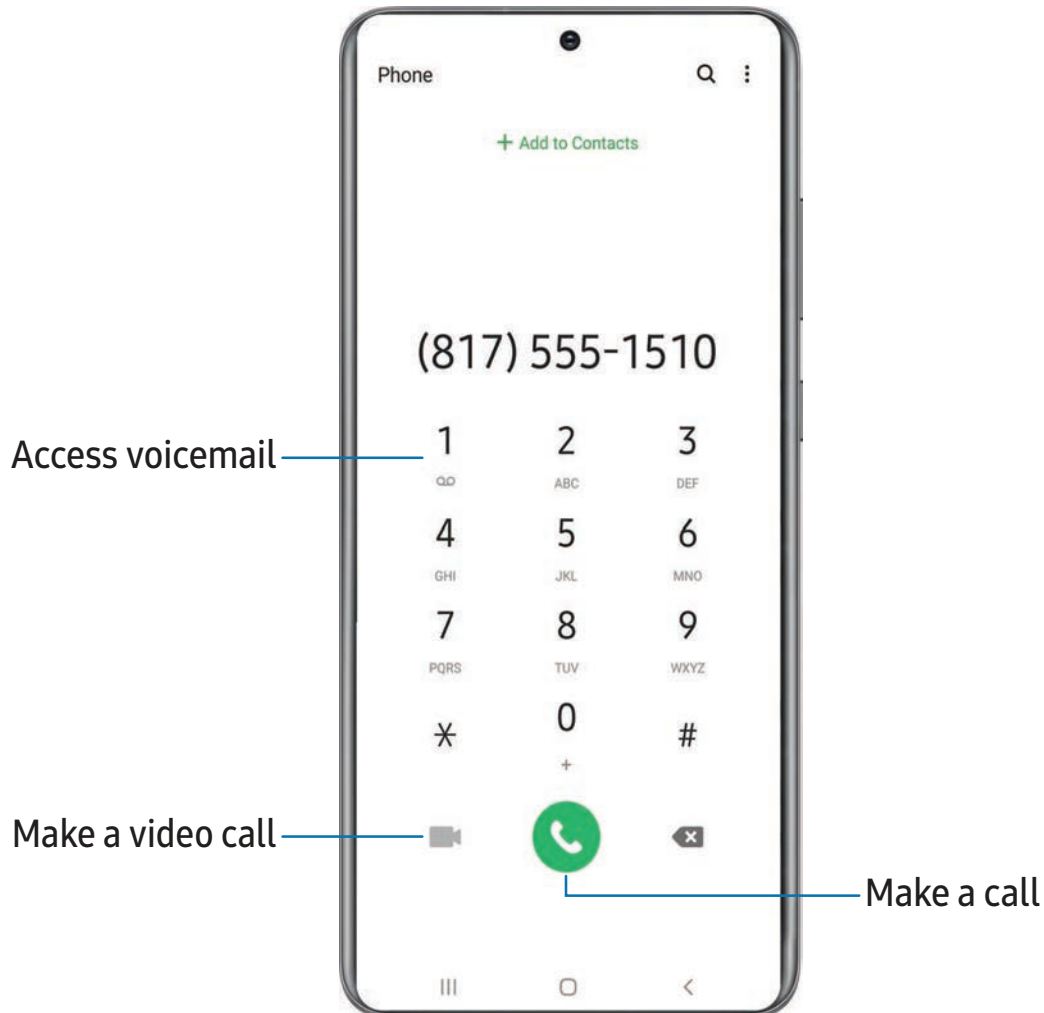 Phone
+ Add to Contacts
(817) 555-1510
Access voicemail
1 2 3
ABC DEF
4 5 6
GHI JKL MNO
7 8 9
PQRS TUV WXYZ
* 0 #
+
Make a video call
Make a call